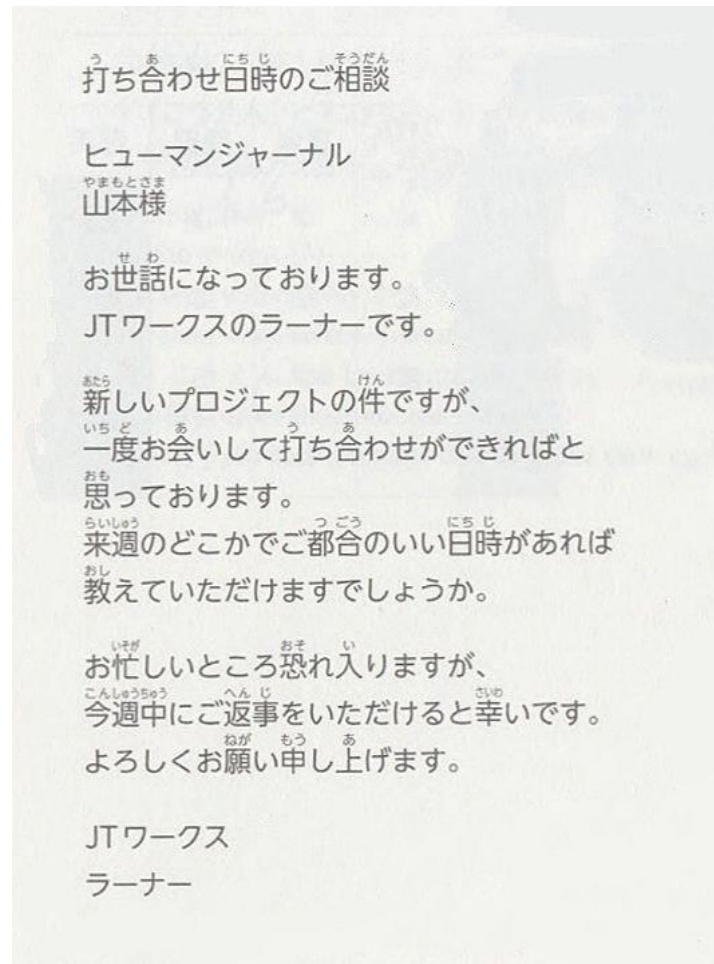 打ち合わせ日時のご相談
ヒューマンジャーナル
山本様
お世話になっております。
JTワークスのラーナーです。
新しいプロジェクトの件ですが、
一度お会いして打ち合わせができればと
思っております。
来週のどこかでご都合のいい日時があれば
教えていただけますでしょうか。
お忙しいところ恐れ入りますが、
今週中にご返事をいただけると幸いです。
よろしくお願い申し上げます。
JTワークス
ラーナー